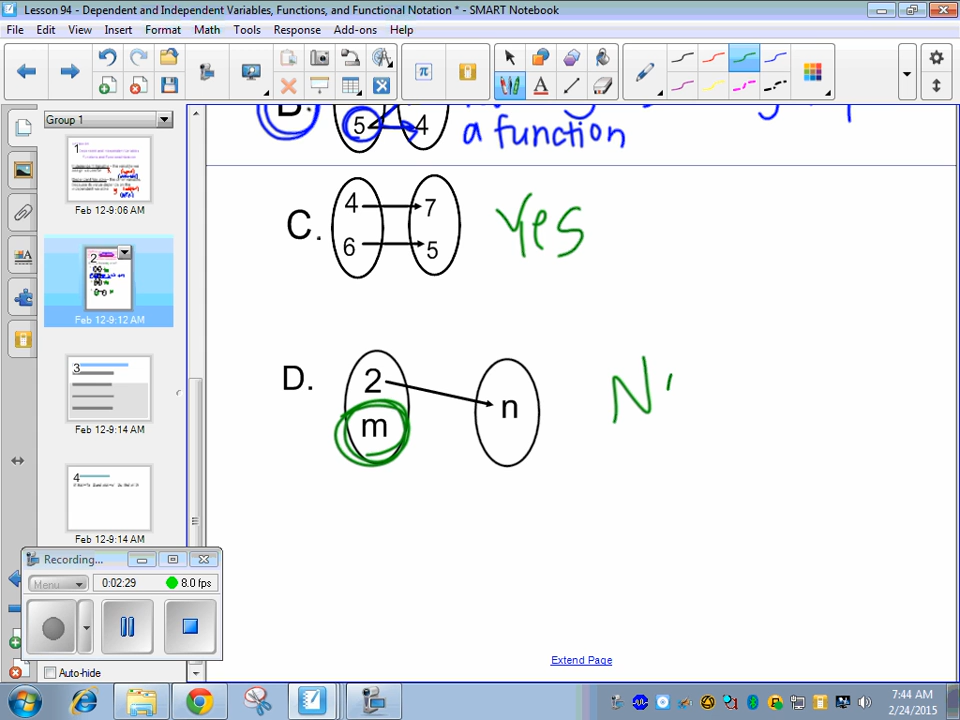 Lesson 94 - Dependent and Independent Variables, Functions, and Functional Notation * - SMART Notebook
File Edit View Insert Format Math Tools Response Add-ons Help
Group 1
1
Feb 12-9:06 AM
2
Feb 12-9:12 AM
3
Feb 12-9:14 AM
4
Feb 12-9:14 AM
5 4 a function
C. 4 7 Yes
6 5
D. 2 n N
m
Recording...
Menu 0:02:29 8.0 fps
Auto-hide
Extend Page
7:44 AM
2/24/2015